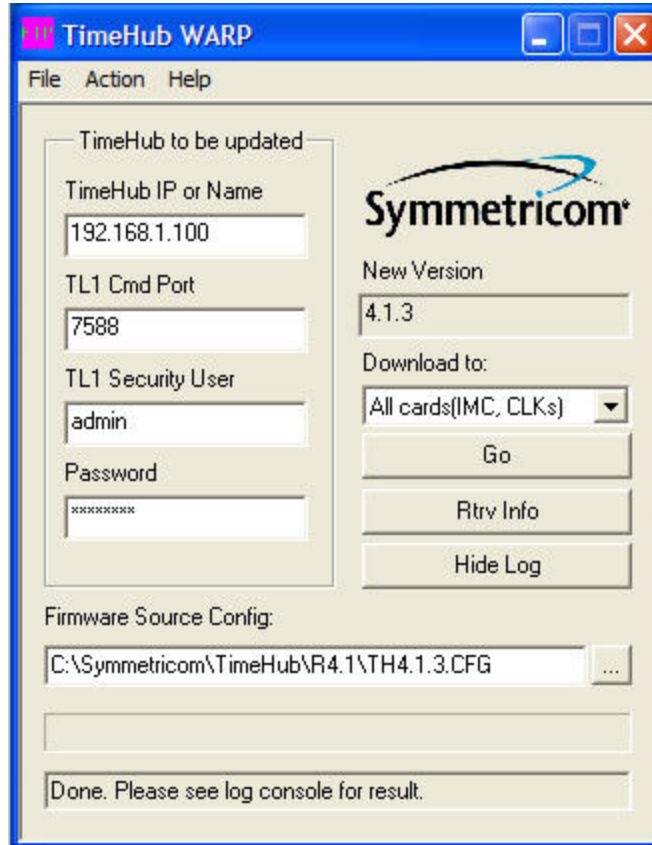 TimeHub WARP
File Action Help
TimeHub to be updated
TimeHub IP or Name
192.168.1.100
TL1 Cmd Port
7588
TL1 Security User
admin
Password
********
Symmetricom
New Version
4.1.3
Download to:
All cards(IMC, CLKs)
Go
Rtrv Info
Hide Log
Firmware Source Config:
C:\Symmetricom\TimeHub\R4.1\TH4.1.3.CFG
...
Done. Please see log console for result.